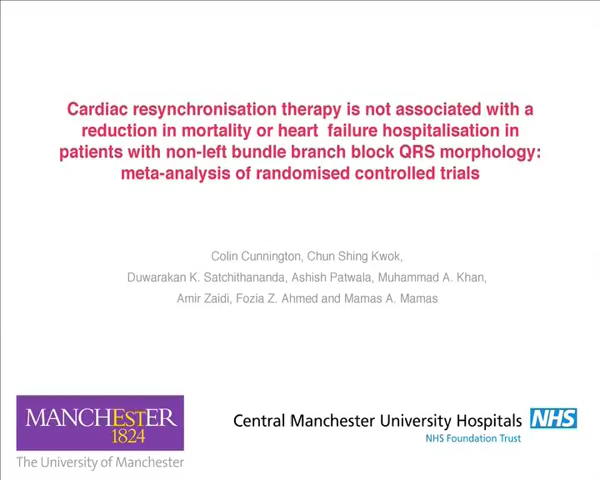 Cardiac resynchronisation therapy is not associated with a
reduction in mortality or heart failure hospitalisation in
patients with non-left bundle branch block QRS morphology:
meta-analysis of randomised controlled trials
Colin Cunnington, Chun Shing Kwok,
Duwarakan K. Satchithananda, Ashish Patwala, Muhammad A. Khan,
Amir Zaidi, Fozia Z. Ahmed and Mamas A. Mamas
MANCHESTER
1824
The University of Manchester
Central Manchester University Hospitals NHS
NHS Foundation Trust